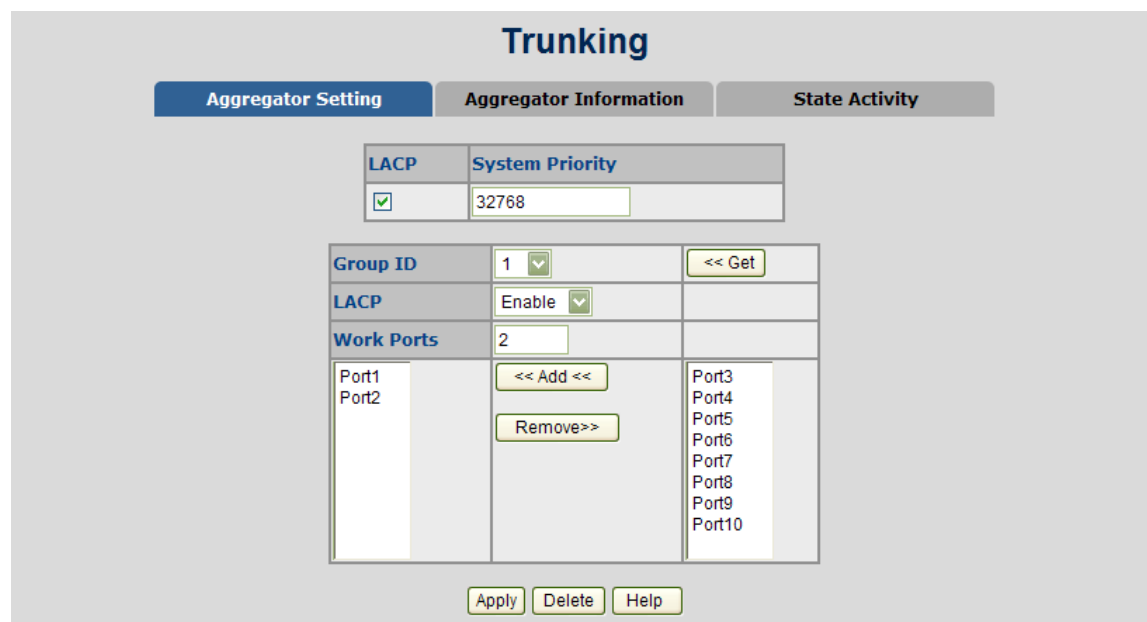 Trunking
Aggregator Setting Aggregator Information State Activity
LACP System Priority
32768
Group ID 1 << Get
LACP Enable
Work Ports 2
Port1
Port2
<< Add <<
Remove>>
Port3
Port4
Port5
Port6
Port7
Port8
Port9
Port10
Apply Delete Help